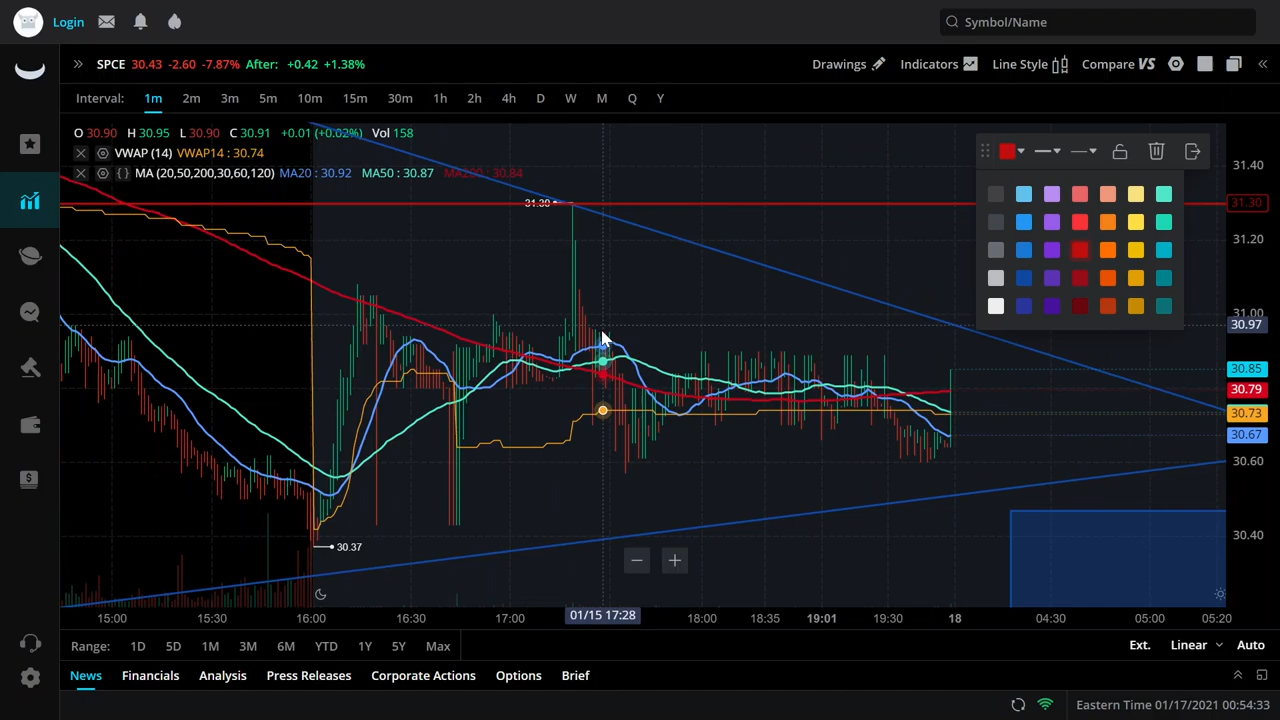 Login
Symbol/Name
SPCE 30.43 -2.60 -7.87% After: +0.42 +1.38%
Drawings Indicators Line Style Compare VS
Interval: 1m 2m 3m 5m 10m 15m 30m 1h 2h 4h D W M Q Y
O 30.90 H 30.95 L 30.90 C 30.91 +0.01 (+0.02%) Vol 158
VWAP (14) VWAP14 : 30.74
MA (20,50,200,30,60,120) MA20 : 30.92 MA50 : 30.87 MA200 : 30.84
31.40
31.30
31.30
31.20
31.00
30.97
30.85
30.79
30.73
30.67
30.60
30.40
30.37
15:00 15:30 16:00 16:30 17:00 01/15 17:28 18:00 18:35 19:01 19:30 18 04:30 05:00 05:20
Range: 1D 5D 1M 3M 6M YTD 1Y 5Y Max
Ext. Linear Auto
News Financials Analysis Press Releases Corporate Actions Options Brief
Eastern Time 01/17/2021 00:54:33